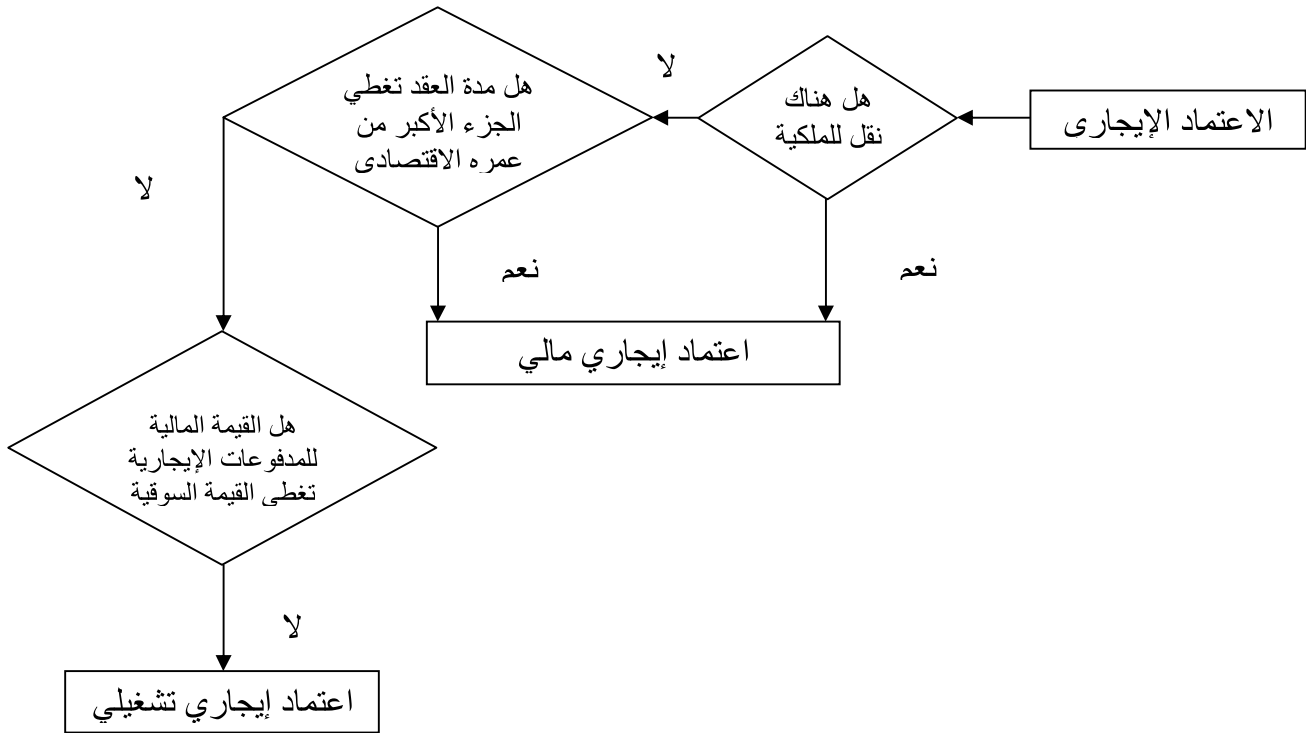 الاعتماد الإيجارى
هل هناك
نقل للملكية
لا
نعم
هل مدة العقد تغطي
الجزء الأكبر من
عمره الاقتصادى
لا
نعم
اعتماد إيجاري مالي
هل القيمة المالية
للمدفوعات الإيجارية
تغطى القيمة السوقية
لا
اعتماد إيجاري تشغيلي